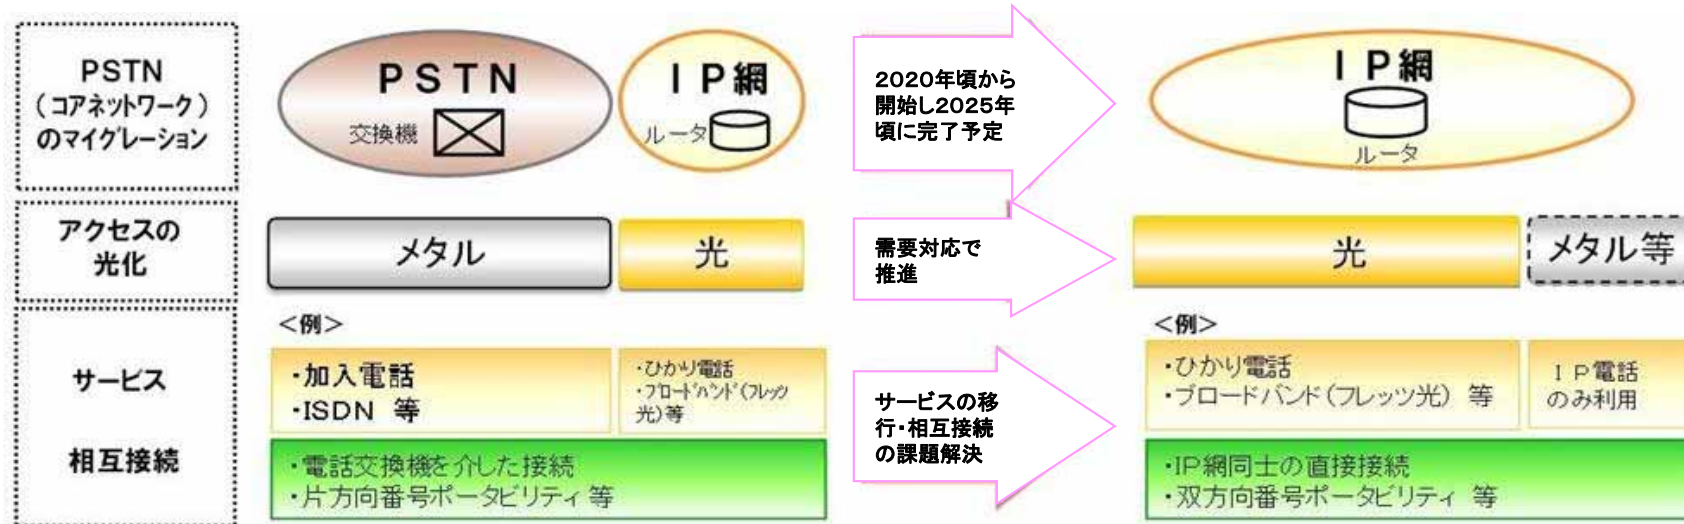 PSTN
(コアネットワーク)
のマイグレーション
PSTN
交換機
IP網
ルータ
2020年頃から
開始し2025年
頃に完了予定
IP網
ルータ
アクセスの
光化
メタル
光
需要対応で
推進
光
メタル等
サービス
相互接続
<例>
・加入電話
・ISDN 等
・ひかり電話
・ブロードバンド(フレッツ
光)等
・電話交換機を介した接続
・片方向番号ポータビリティ等
サービスの移
行・相互接続
の課題解決
<例>
・ひかり電話
・ブロードバンド(フレッツ光) 等
IP電話
のみ利用
・IP網同士の直接接続
・双方向番号ポータビリティ 等